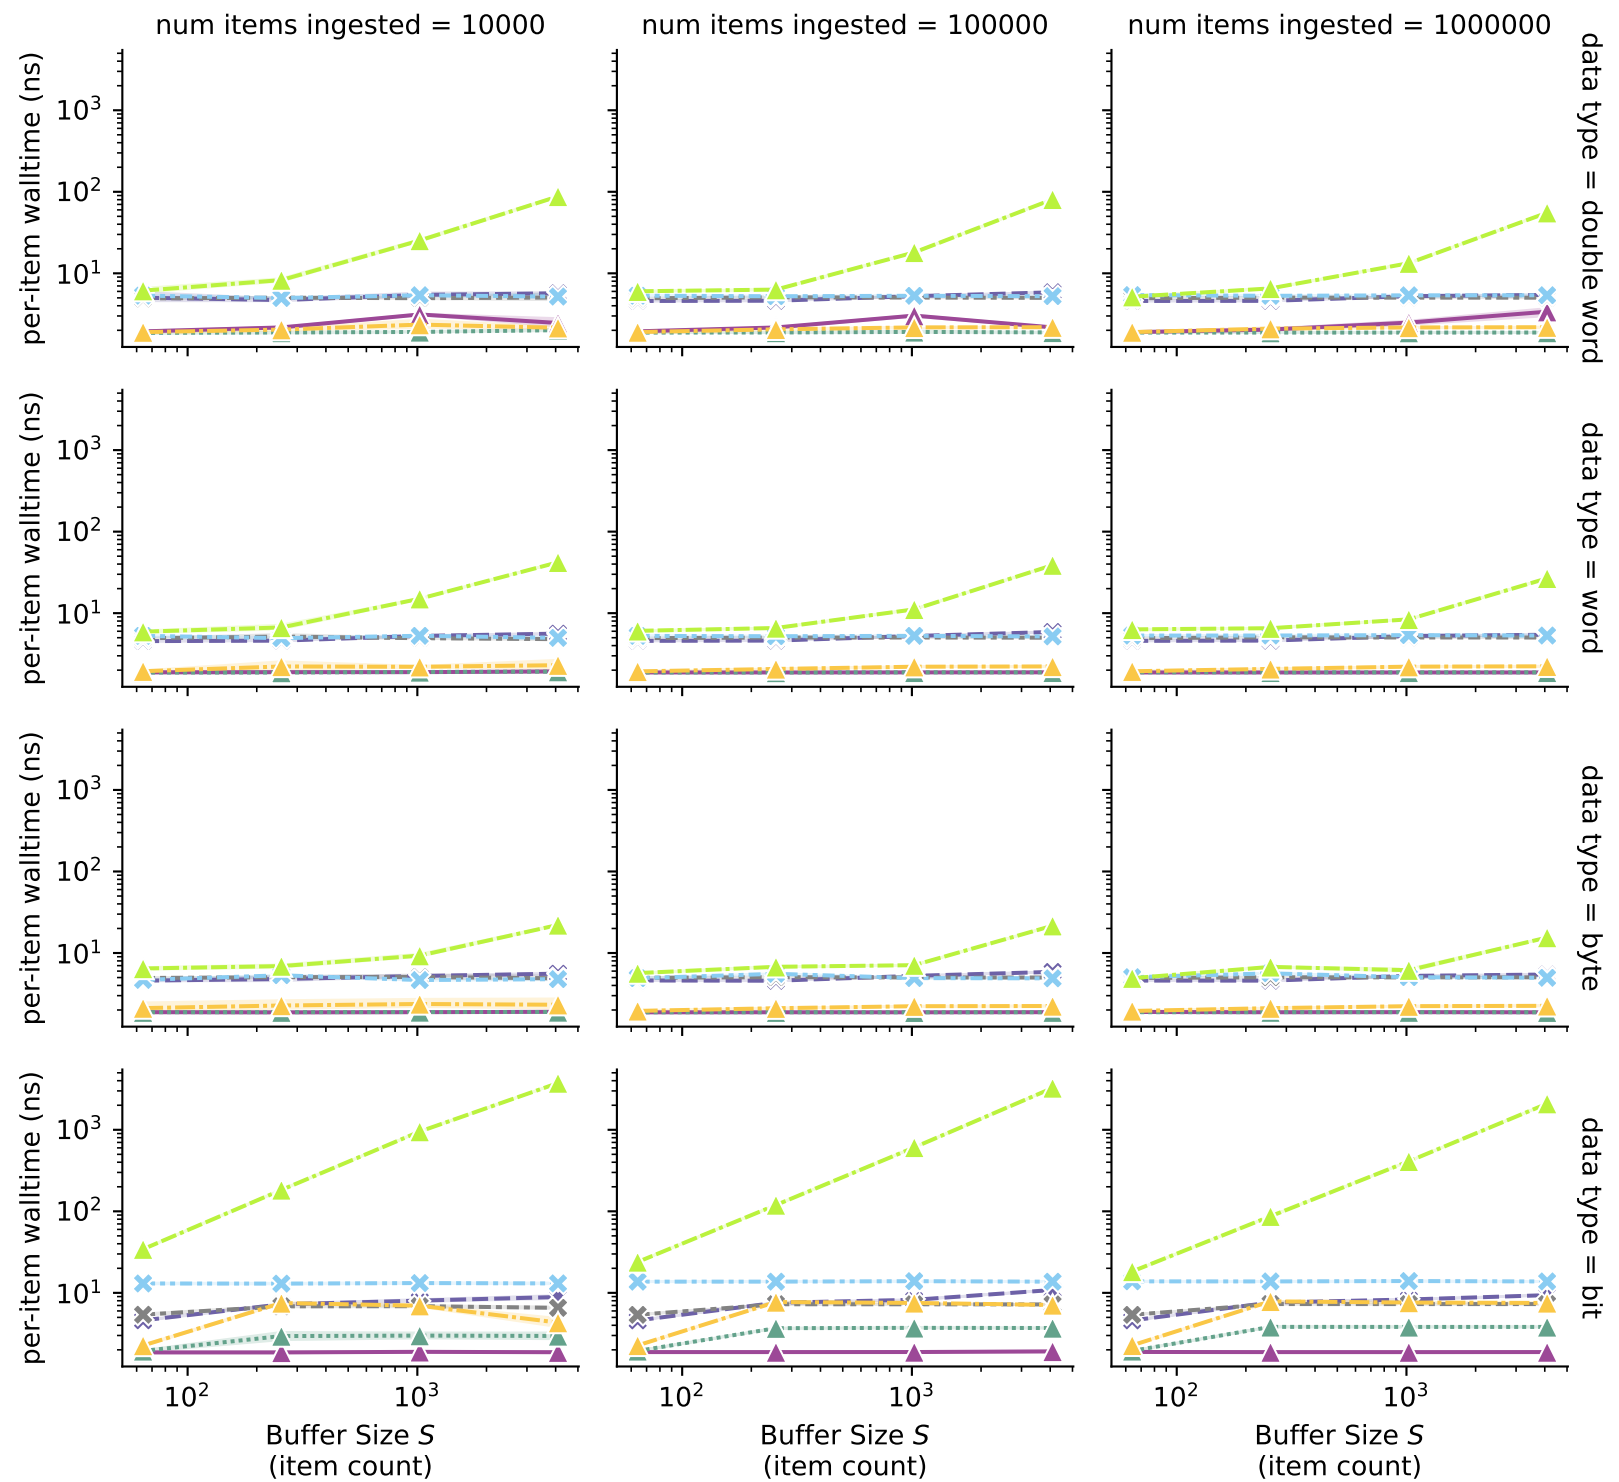 num items ingested = 10000
num items ingested = 100000
num items ingested = 1000000
per-item walltime (ns)
10³
10²
10¹
data type = double word
per-item walltime (ns)
10³
10²
10¹
data type = word
per-item walltime (ns)
10³
10²
10¹
data type = byte
per-item walltime (ns)
10³
10²
10¹
data type = bit
10² 10³
10² 10³
10² 10³
Buffer Size S
(item count)
Buffer Size S
(item count)
Buffer Size S
(item count)